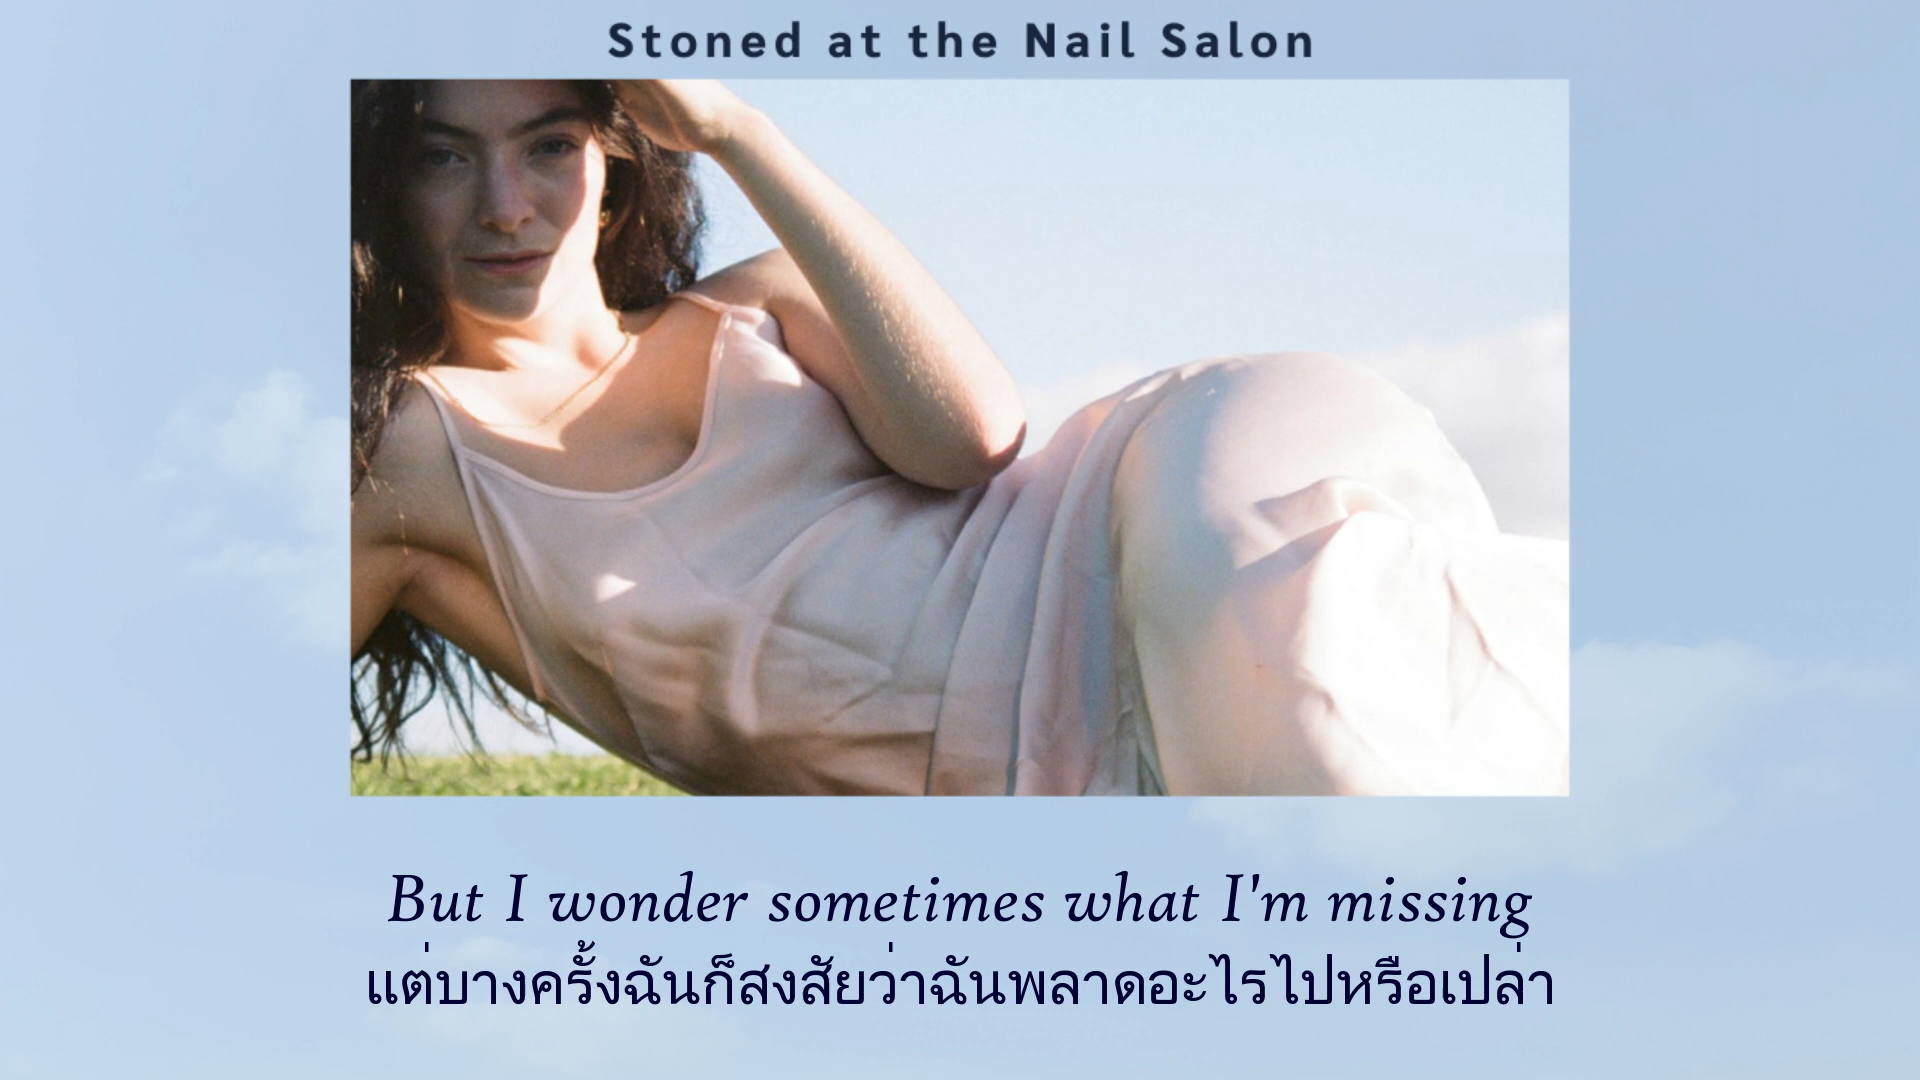 Stoned at the Nail Salon
But I wonder sometimes what I'm missing
แต่บางครั้งฉันก็สงสัยว่าฉันพลาดอะไรไปหรือเปล่า